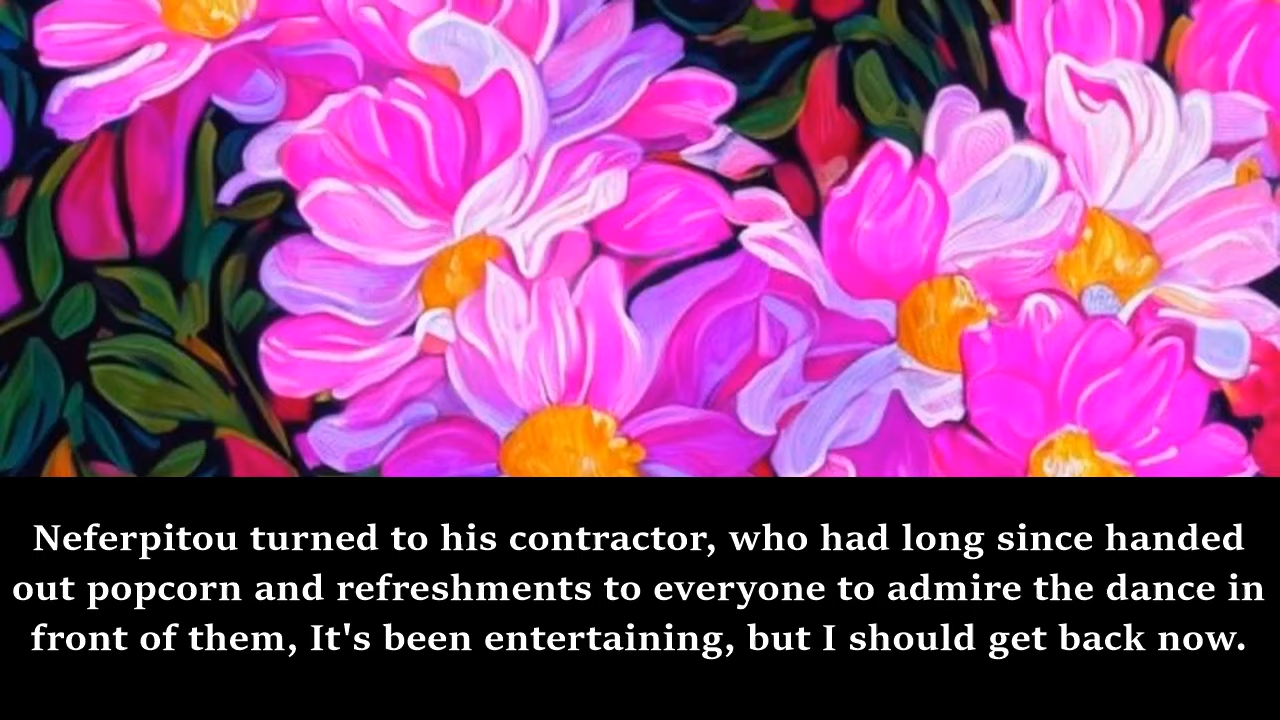 Neferpitou turned to his contractor, who had long since handed
out popcorn and refreshments to everyone to admire the dance in
front of them, It's been entertaining, but I should get back now.